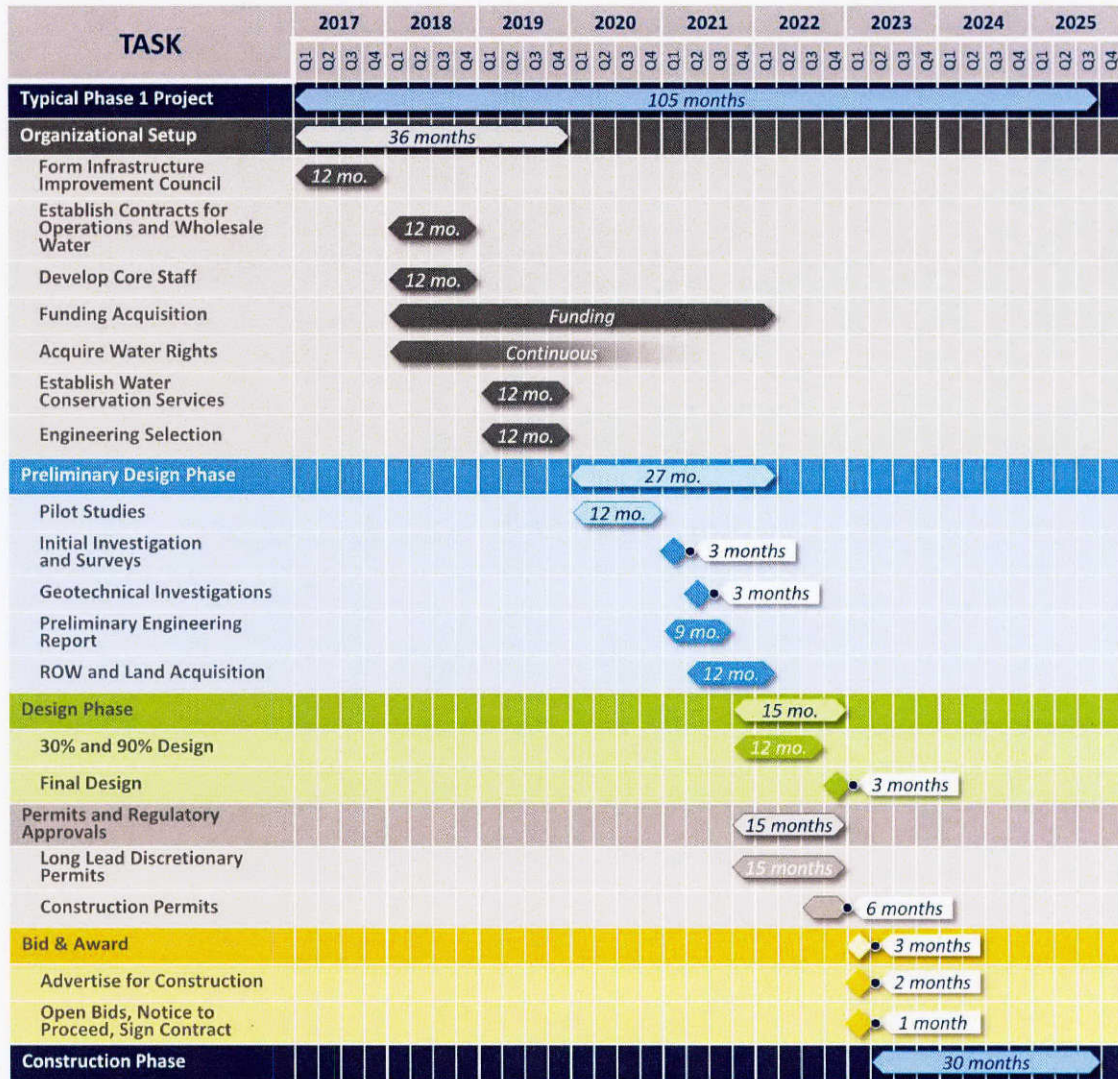 TASK
2017 2018 2019 2020 2021 2022 2023 2024 2025
Q1 Q2 Q3 Q4 Q1 Q2 Q3 Q4 Q1 Q2 Q3 Q4 Q1 Q2 Q3 Q4 Q1 Q2 Q3 Q4 Q1 Q2 Q3 Q4 Q1 Q2 Q3 Q4 Q1 Q2 Q3 Q4 Q1 Q2 Q3 Q4
Typical Phase 1 Project 105 months
Organizational Setup 36 months
Form Infrastructure
Improvement Council 12 mo.
Establish Contracts for
Operations and Wholesale 12 mo.
Water
Develop Core Staff 12 mo.
Funding Acquisition Funding
Acquire Water Rights Continuous
Establish Water
Conservation Services 12 mo.
Engineering Selection 12 mo.
Preliminary Design Phase 27 mo.
Pilot Studies 12 mo.
Initial Investigation
and Surveys 3 months
Geotechnical Investigations 3 months
Preliminary Engineering
Report 9 mo.
ROW and Land Acquisition 12 mo.
Design Phase 15 mo.
30% and 90% Design 12 mo.
Final Design 3 months
Permits and Regulatory
Approvals 15 months
Long Lead Discretionary
Permits 15 months
Construction Permits 6 months
Bid & Award 3 months
Advertise for Construction 2 months
Open Bids, Notice to
Proceed, Sign Contract 1 month
Construction Phase 30 months